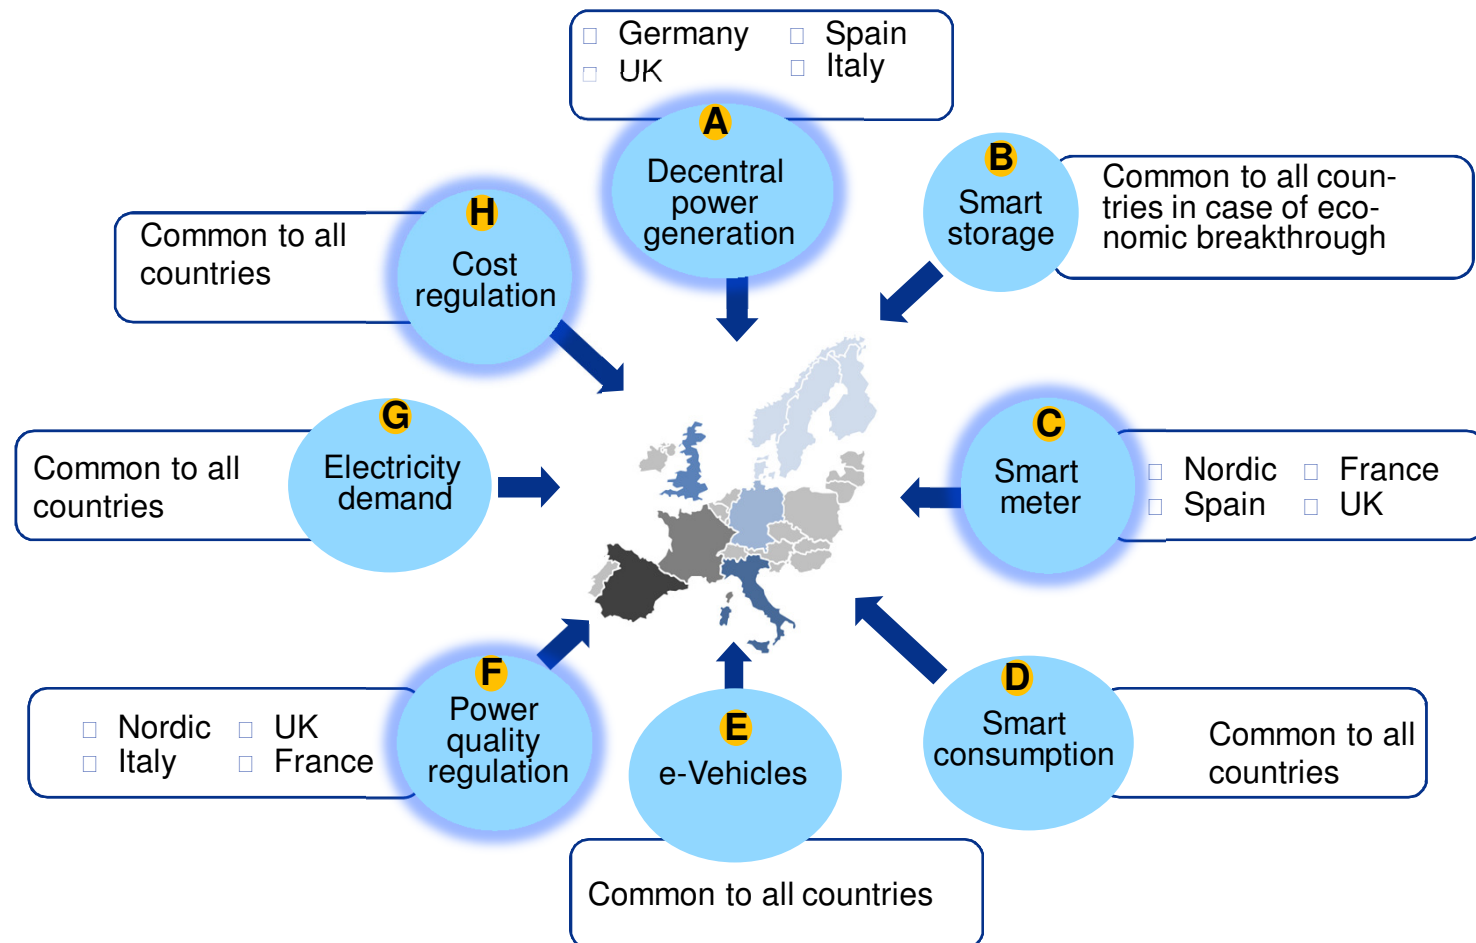 Germany Spain
UK Italy
A
Decentral
power
generation
B
Smart
storage
Common to all coun-
tries in case of eco-
nomic breakthrough
H
Cost
regulation
Common to all
countries
G
Electricity
demand
Common to all
countries
C
Smart
meter
Nordic France
Spain UK
F
Power
quality
regulation
Nordic UK
Italy France
E
e-Vehicles
Common to all countries
D
Smart
consumption
Common to all
countries